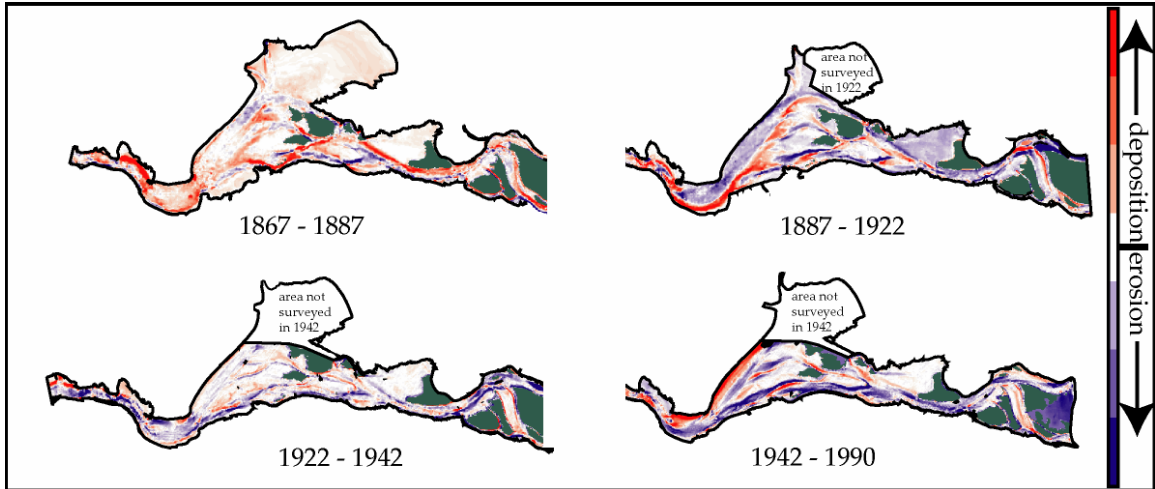 area not
surveyed
in 1922
1867 - 1887
1887 - 1922
area not
surveyed
in 1942
area not
surveyed
in 1942
1922 - 1942
1942 - 1990
deposition
erosion